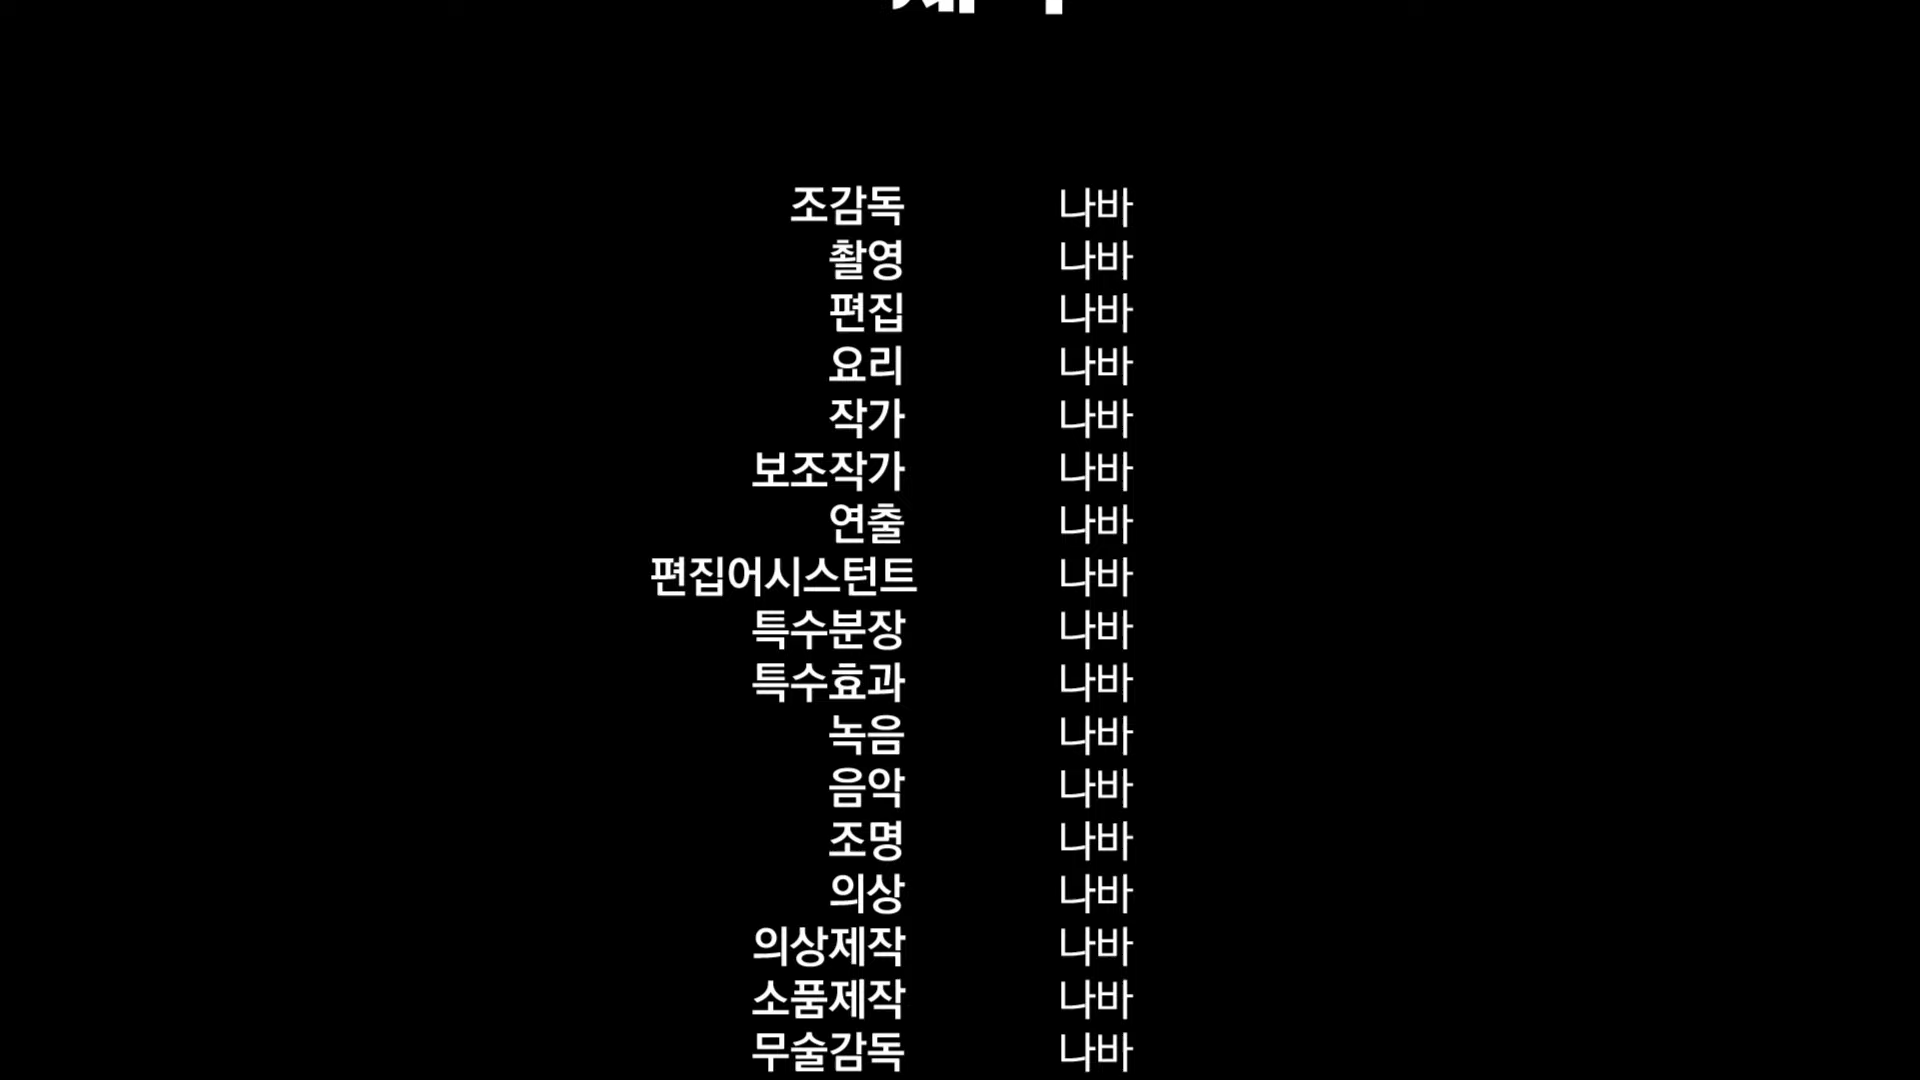 조감독 나바
촬영 나바
편집 나바
요리 나바
작가 나바
보조작가 나바
연출 나바
편집어시스턴트 나바
특수분장 나바
특수효과 나바
녹음 나바
음악 나바
조명 나바
의상 나바
의상제작 나바
소품제작 나바
무술감독 나바